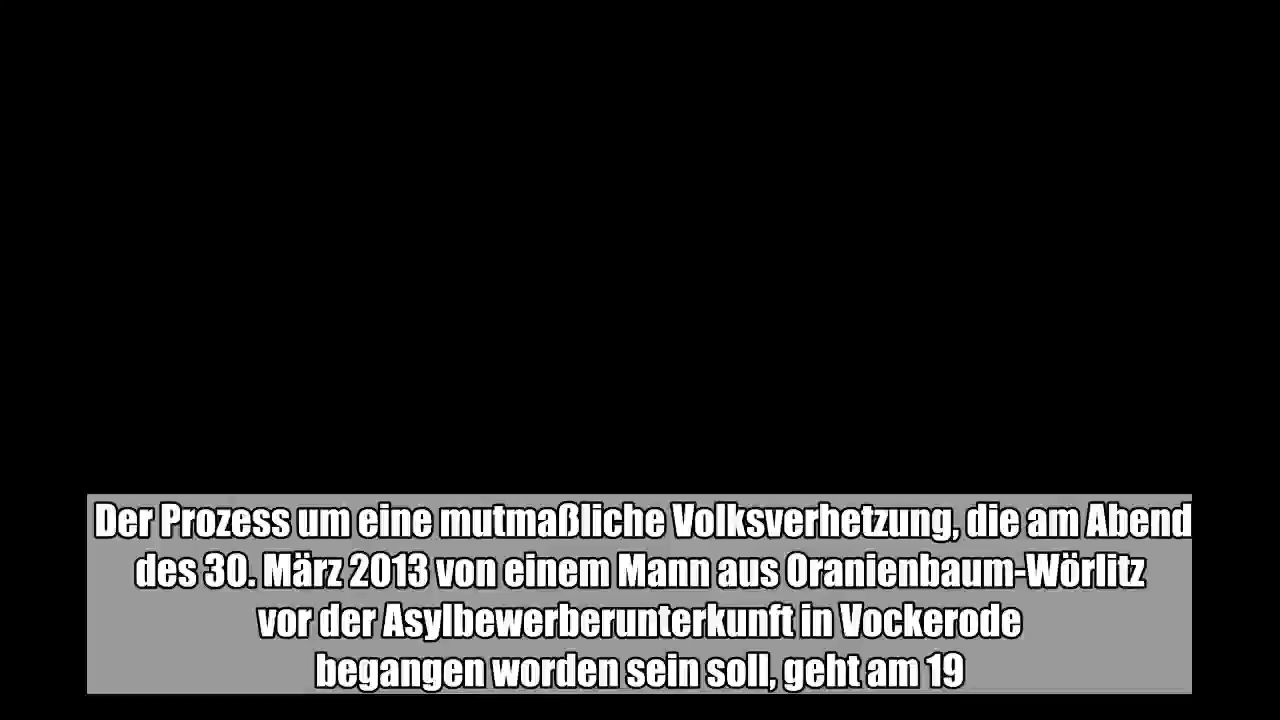 Der Prozess um eine mutmaßliche Volksverhetzung, die am Abend
des 30. März 2013 von einem Mann aus Oranienbaum-Wörlitz
vor der Asylbewerberunterkunft in Vockerode
begangen worden sein soll, geht am 19